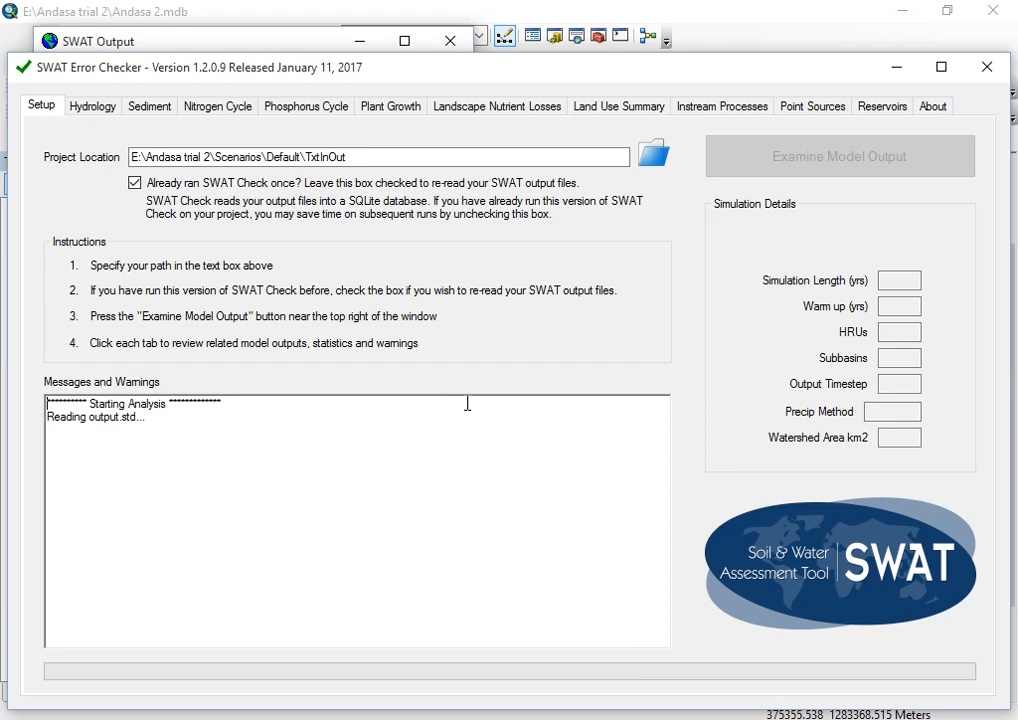 E:\Andasa trial 2\Andasa 2.mdb
SWAT Output
SWAT Error Checker - Version 1.2.0.9 Released January 11, 2017
Setup Hydrology Sediment Nitrogen Cycle Phosphorus Cycle Plant Growth Landscape Nutrient Losses Land Use Summary Instream Processes Point Sources Reservoirs About
Project Location E:\Andasa trial 2\Scenarios\Default\TxtInOut
Examine Model Output
Already ran SWAT Check once? Leave this box checked to re-read your SWAT output files.
SWAT Check reads your output files into a SQLite database. If you have already run this version of SWAT
Check on your project, you may save time on subsequent runs by unchecking this box.
Simulation Details
Instructions
1. Specify your path in the text box above
2. If you have run this version of SWAT Check before, check the box if you wish to re-read your SWAT output files.
3. Press the "Examine Model Output" button near the top right of the window
4. Click each tab to review related model outputs, statistics and warnings
Simulation Length (yrs)
Warm up (yrs)
HRUs
Subbasins
Output Timestep
Precip Method
Watershed Area km2
Messages and Warnings
********** Starting Analysis *************
Reading output.std...
Soil & Water
Assessment Tool
SWAT
375355.538 1283368.515 Meters